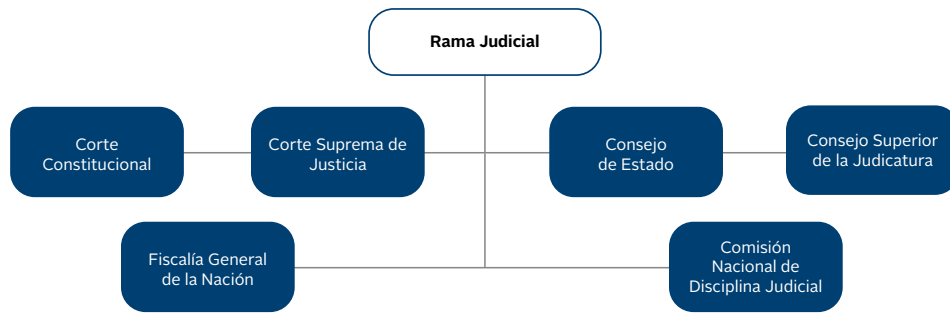 Rama Judicial
Corte
Constitucional
Corte Suprema de
Justicia
Consejo
de Estado
Consejo Superior
de la Judicatura
Fiscalía General
de la Nación
Comisión
Nacional de
Disciplina Judicial